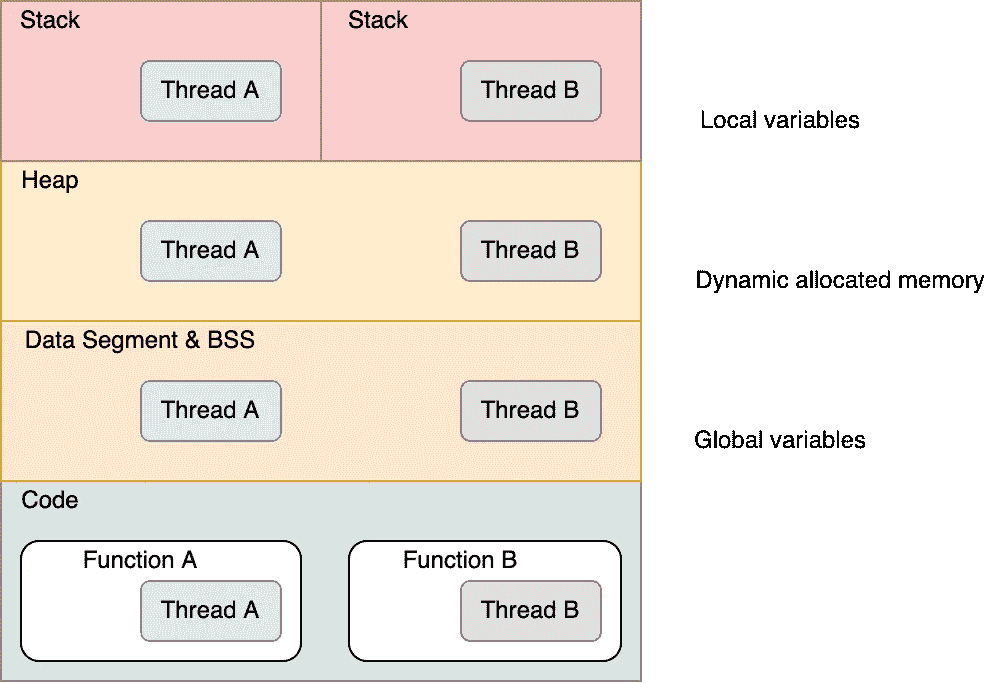 Stack
Stack
Thread A
Thread B
Local variables
Heap
Thread A
Thread B
Dynamic allocated memory
Data Segment & BSS
Thread A
Thread B
Global variables
Code
Function A
Function B
Thread A
Thread B